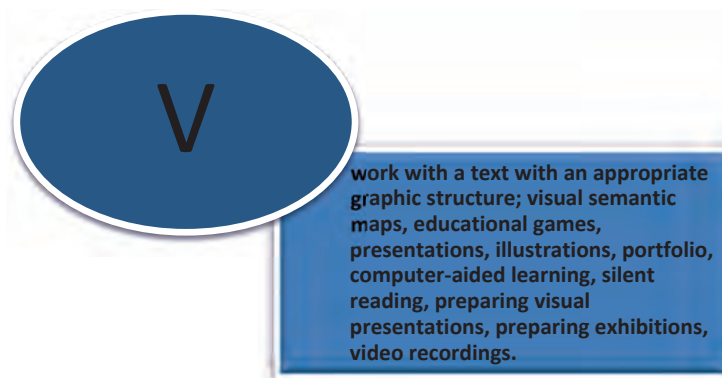 V
work with a text with an appropriate
graphic structure; visual semantic
maps, educational games,
presentations, illustrations, portfolio,
computer-aided learning, silent
reading, preparing visual
presentations, preparing exhibitions,
video recordings.